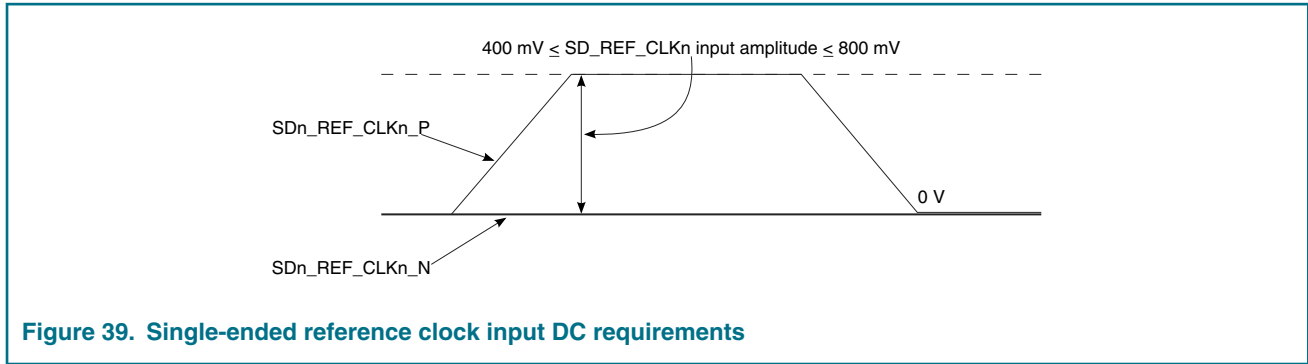 400 mV ≤ SD_REF_CLKn input amplitude ≤ 800 mV
SDn_REF_CLKn_P
0 V
SDn_REF_CLKn_N
Figure 39. Single-ended reference clock input DC requirements